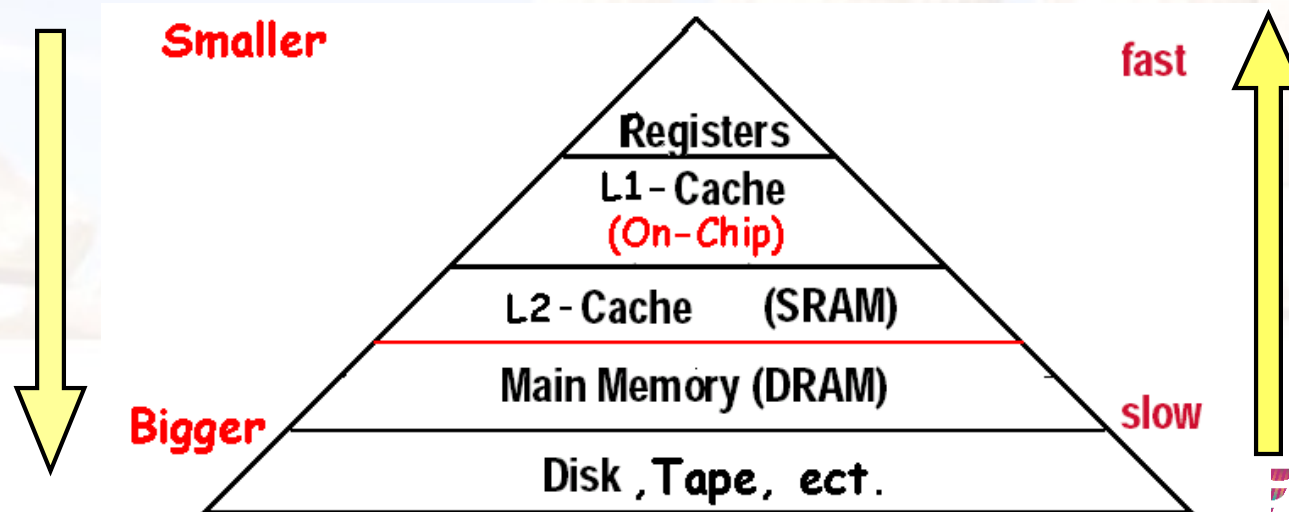 Smaller
fast
Registers
L1-Cache
(On-Chip)
L2-Cache (SRAM)
Main Memory (DRAM)
Bigger
slow
Disk ,Tape, ect.